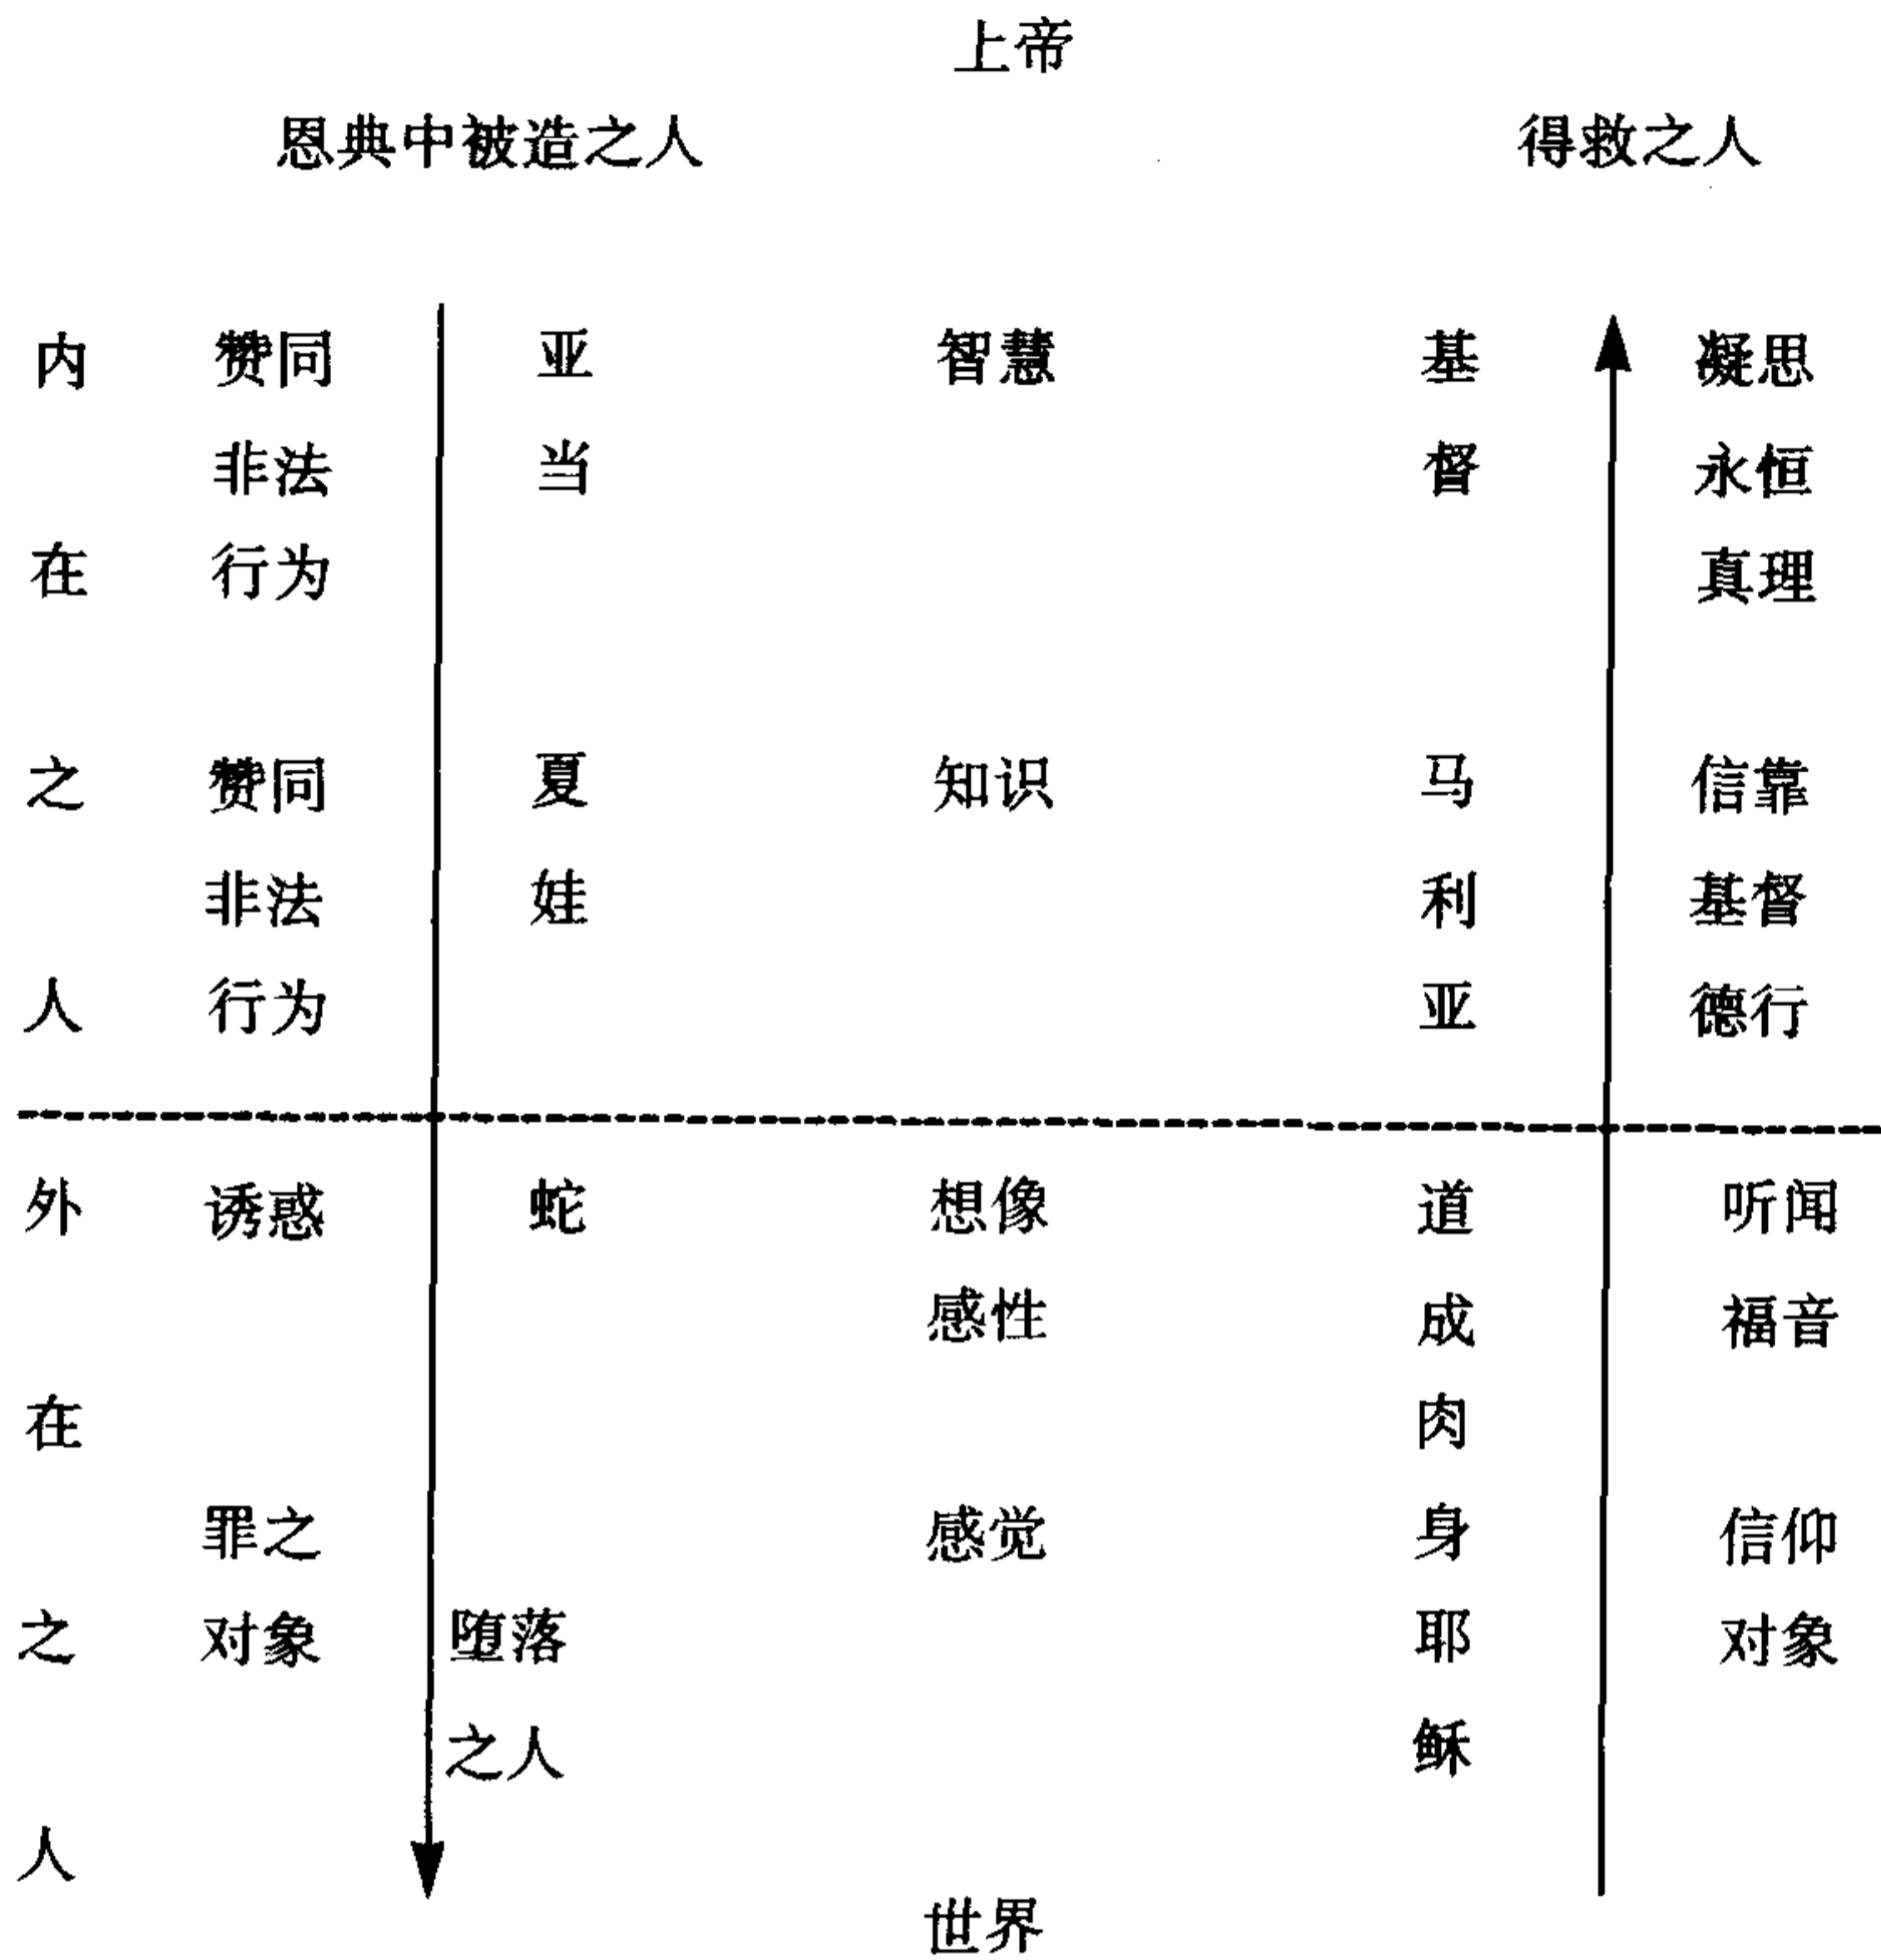 上帝
恩典中被造之人 得救之人
内 赞同 亚 智慧 基 凝思
非法 当 督 永恒
在 行为 真理
之 赞同 夏 知识 马 信靠
非法 娃 利 基督
人 行为 亚 德行
外 诱惑 蛇 想像 道 听闻
感性 成 福音
在 肉
罪之 感觉 身 信仰
之 对象 堕落 耶 对象
之人 稣
人
世界